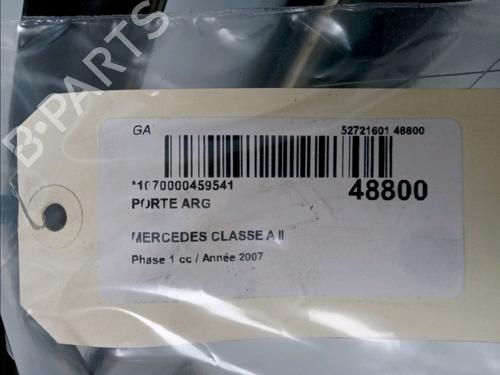 B-PARTS
GA
52721601 48800
*1070000459541
48800
PORTE ARG
MERCEDES CLASSE A II
Phase 1 cc / Année 2007